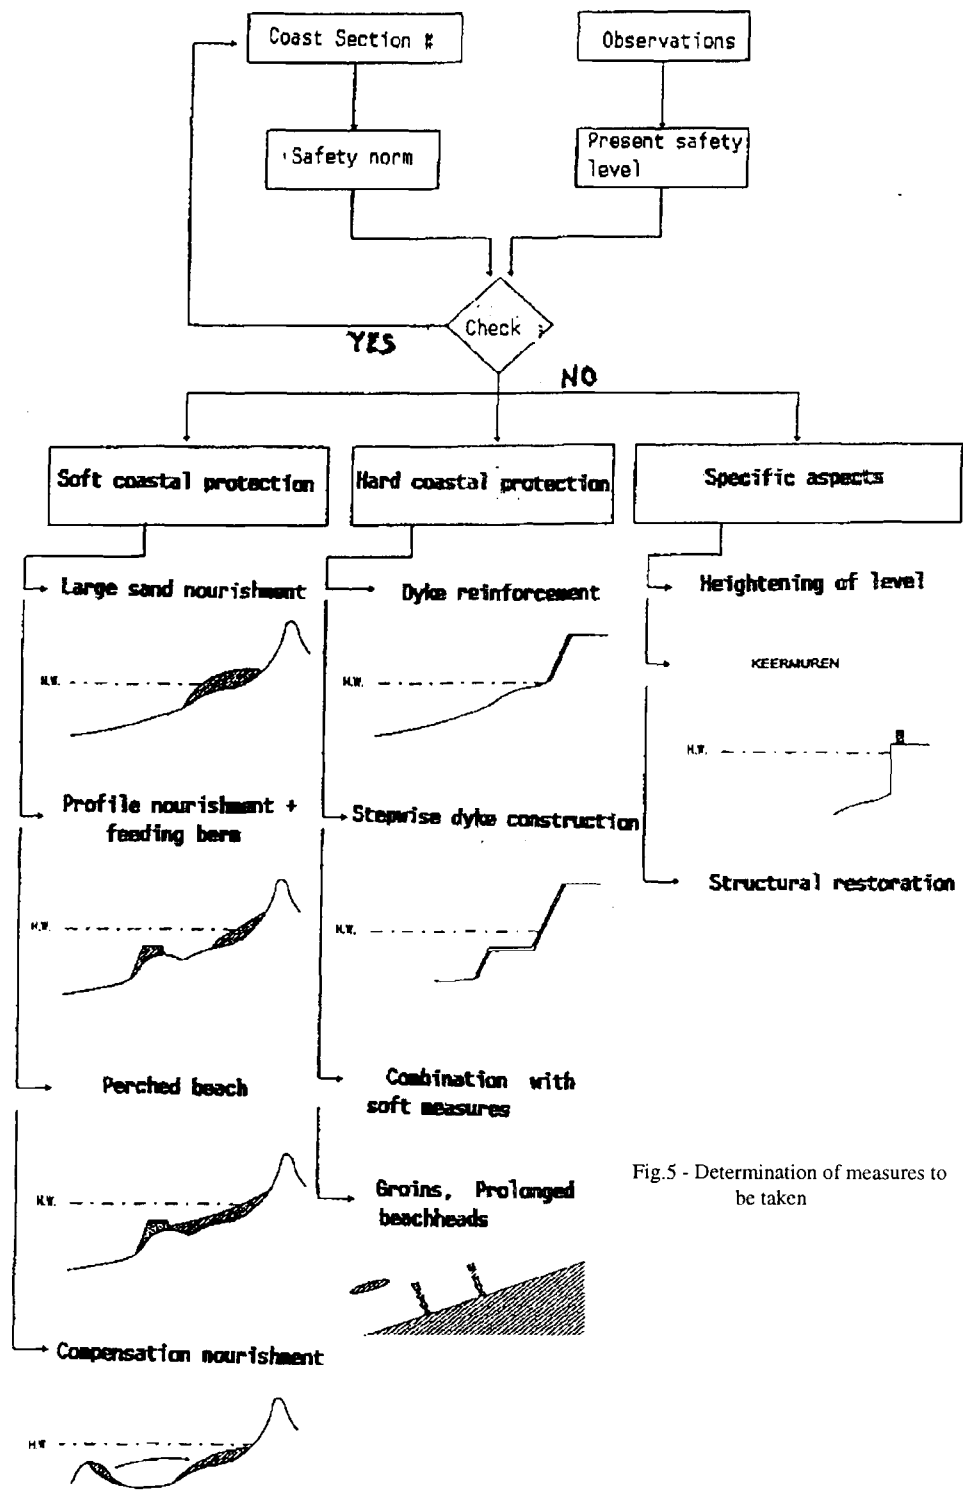 Coast Section #
Observations
Safety norm
Present safety
level
Check
YES
NO
Soft coastal protection
Hard coastal protection
Specific aspects
Large sand nourishment
H.W.
Profile nourishment +
feeding berm
H.W.
Perched beach
H.W.
Compensation nourishment
H.W
Dyke reinforcement
H.W.
Stepwise dyke construction
H.W.
Combination with
soft measures
Groins, Prolonged
beachheads
Heightening of level
KEERMUREN
H.W.
Structural restoration
Fig.5 - Determination of measures to
be taken